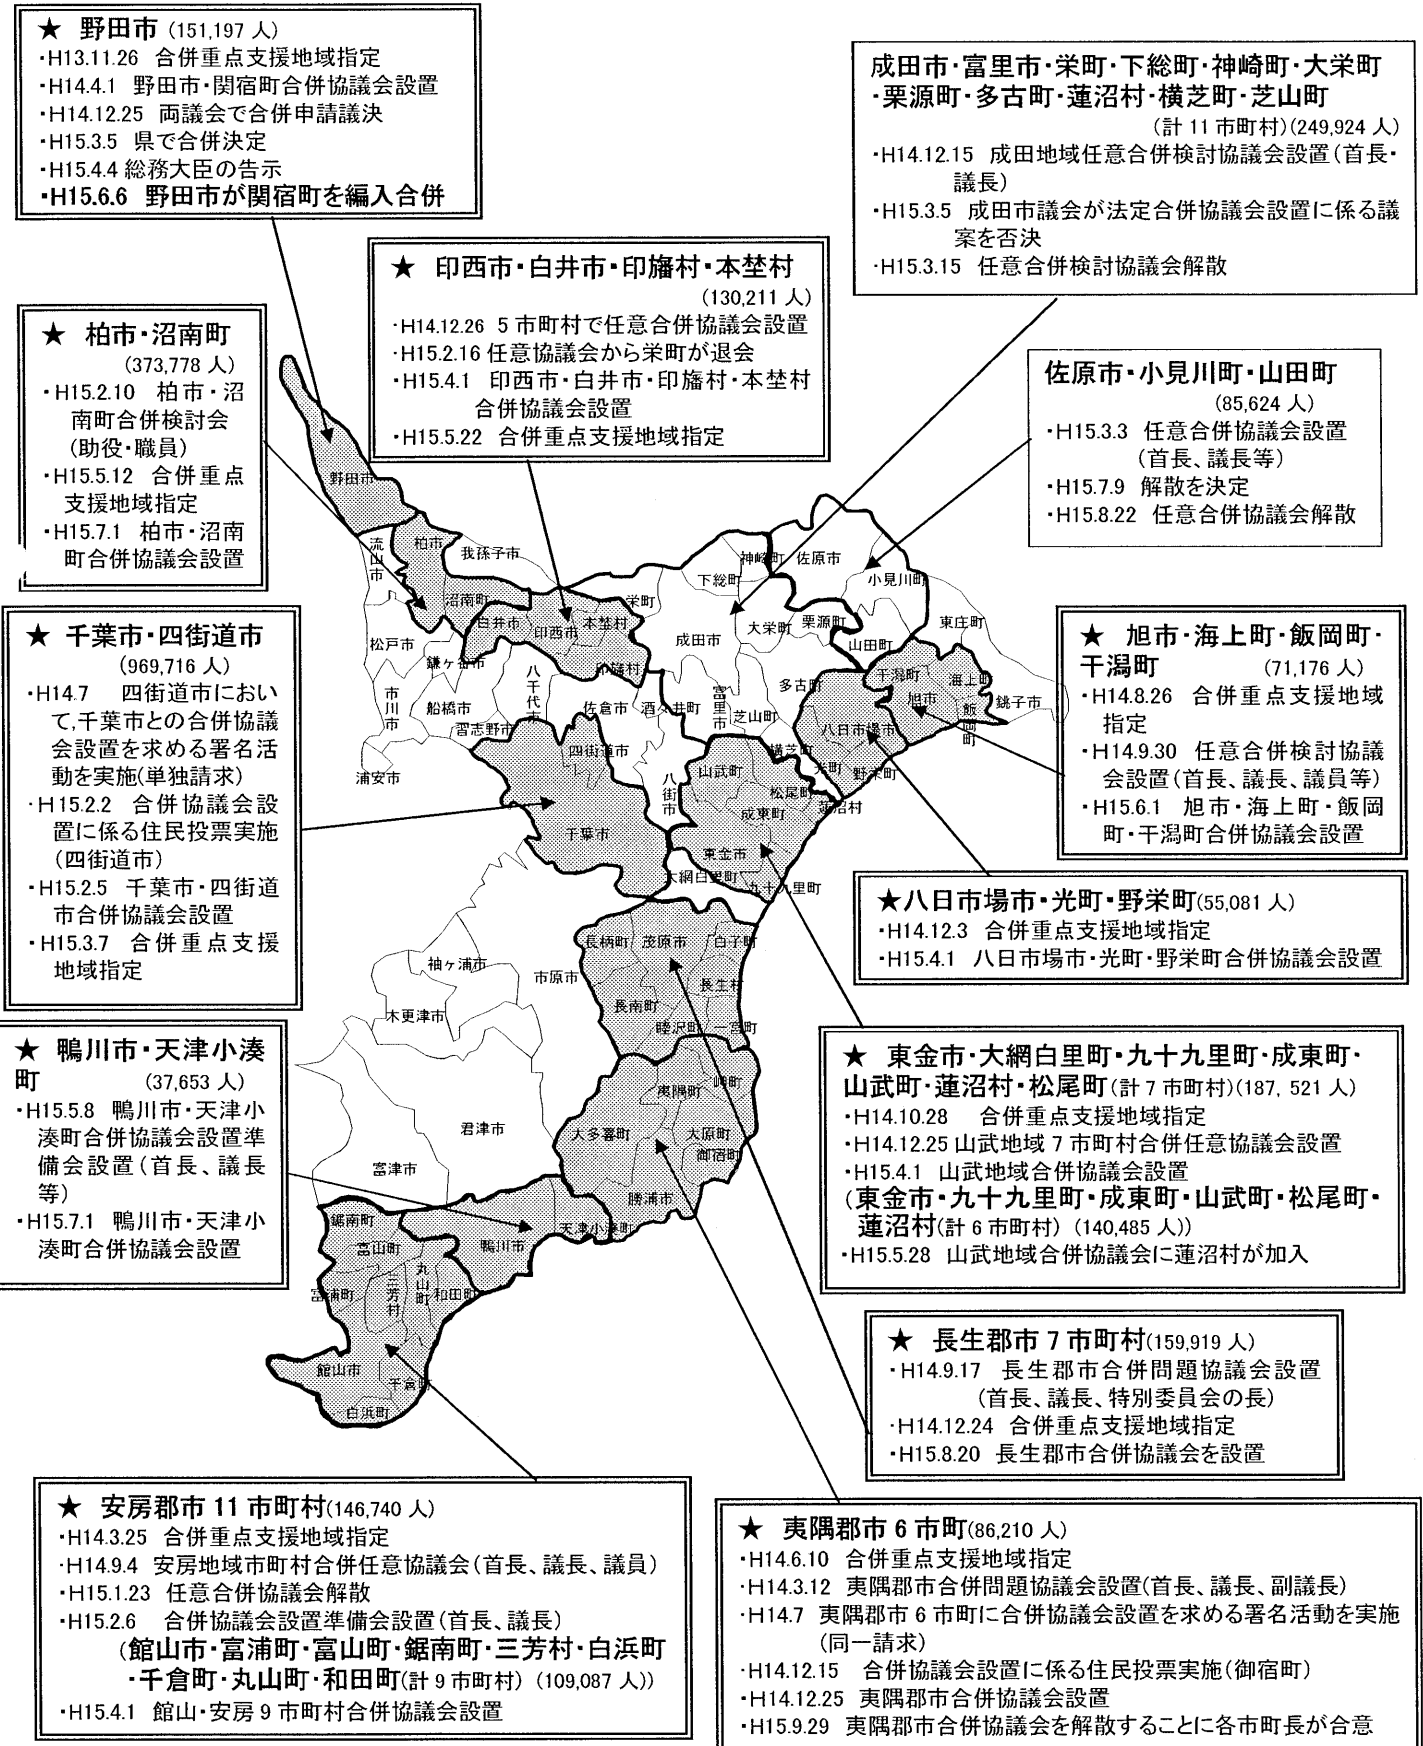 ★ 野田市 (151,197 人)
・H13.11.26 合併重点支援地域指定
・H14.4.1 野田市・関宿町合併協議会設置
・H14.12.25 両議会で合併申請議決
・H15.3.5 県で合併決定
・H15.4.4 総務大臣の告示
・H15.6.6 野田市が関宿町を編入合併
成田市・富里市・栄町・下総町・神崎町・大栄町
・栗源町・多古町・蓮沼村・横芝町・芝山町
(計 11 市町村)(249,924 人)
・H14.12.15 成田地域任意合併検討協議会設置(首長・
議長)
・H15.3.5 成田市議会が法定合併協議会設置に係る議
案を否決
・H15.3.15 任意合併検討協議会解散
★ 印西市・白井市・印旛村・本埜村
(130,211 人)
・H14.12.26 5 市町村で任意合併協議会設置
・H15.2.16 任意協議会から栄町が退会
・H15.4.1 印西市・白井市・印旛村・本埜村
合併協議会設置
・H15.5.22 合併重点支援地域指定
★ 柏市・沼南町
(373,778 人)
・H15.2.10 柏市・沼
南町合併検討会
(助役・職員)
・H15.5.12 合併重点
支援地域指定
・H15.7.1 柏市・沼南
町合併協議会設置
佐原市・小見川町・山田町
(85,624 人)
・H15.3.3 任意合併協議会設置
(首長、議長等)
・H15.7.9 解散を決定
・H15.8.22 任意合併協議会解散
★ 千葉市・四街道市
(969,716 人)
・H14.7 四街道市におい
て,千葉市との合併協議
会設置を求める署名活
動を実施(単独請求)
・H15.2.2 合併協議会設
置に係る住民投票実施
(四街道市)
・H15.2.5 千葉市・四街道
市合併協議会設置
・H15.3.7 合併重点支援
地域指定
★ 旭市・海上町・飯岡町・
干潟町 (71,176 人)
・H14.8.26 合併重点支援地域
指定
・H14.9.30 任意合併検討協議
会設置(首長、議長、議員等)
・H15.6.1 旭市・海上町・飯岡
町・干潟町合併協議会設置
★八日市場市・光町・野栄町(55,081 人)
・H14.12.3 合併重点支援地域指定
・H15.4.1 八日市場市・光町・野栄町合併協議会設置
★ 鴨川市・天津小湊
町 (37,653 人)
・H15.5.8 鴨川市・天津小
湊町合併協議会設置準
備会設置(首長、議長
等)
・H15.7.1 鴨川市・天津小
湊町合併協議会設置
★ 東金市・大網白里町・九十九里町・成東町・
山武町・蓮沼村・松尾町(計 7 市町村)(187, 521 人)
・H14.10.28 合併重点支援地域指定
・H14.12.25 山武地域 7 市町村合併任意協議会設置
・H15.4.1 山武地域合併協議会設置
(東金市・九十九里町・成東町・山武町・松尾町・
蓮沼村(計 6 市町村) (140,485 人))
・H15.5.28 山武地域合併協議会に蓮沼村が加入
★ 長生郡市 7 市町村(159,919 人)
・H14.9.17 長生郡市合併問題協議会設置
(首長、議長、特別委員会の長)
・H14.12.24 合併重点支援地域指定
・H15.8.20 長生郡市合併協議会を設置
★ 安房郡市 11 市町村(146,740 人)
・H14.3.25 合併重点支援地域指定
・H14.9.4 安房地域市町村合併任意協議会(首長、議長、議員)
・H15.1.23 任意合併協議会解散
・H15.2.6 合併協議会設置準備会設置(首長、議長)
(館山市・富浦町・富山町・鋸南町・三芳村・白浜町
・千倉町・丸山町・和田町(計 9 市町村) (109,087 人))
・H15.4.1 館山・安房 9 市町村合併協議会設置
★ 夷隅郡市 6 市町(86,210 人)
・H14.6.10 合併重点支援地域指定
・H14.3.12 夷隅郡市合併問題協議会設置(首長、議長、副議長)
・H14.7 夷隅郡市 6 市町に合併協議会設置を求める署名活動を実施
(同一請求)
・H14.12.15 合併協議会設置に係る住民投票実施(御宿町)
・H14.12.25 夷隅郡市合併協議会設置
・H15.9.29 夷隅郡市合併協議会を解散することに各市町長が合意
野田市
流山市
柏市
我孫子市
沼南町
白井市
印西市
本埜村
印旛村
栄町
下総町
神崎町
佐原市
小見川町
東庄町
大栄町
栗源町
山田町
成田市
松戸市
鎌ヶ谷市
市川市
船橋市
習志野市
八千代市
佐倉市
酒々井町
富里市
芝山町
多古町
干潟町
海上町
旭市
飯岡町
銚子市
浦安市
四街道市
八街市
山武町
横芝町
八日市場市
光町
野栄町
松尾町
蓮沼村
成東町
千葉市
東金市
大網白里町
九十九里町
長柄町
茂原市
白子町
袖ヶ浦市
市原市
長生村
長南町
木更津市
睦沢町
一宮町
夷隅町
岬町
君津市
大多喜町
大原町
御宿町
富津市
勝浦市
鋸南町
天津小湊町
鴨川市
富山町
丸山町
三芳村
富浦町
和田町
館山市
千倉町
白浜町